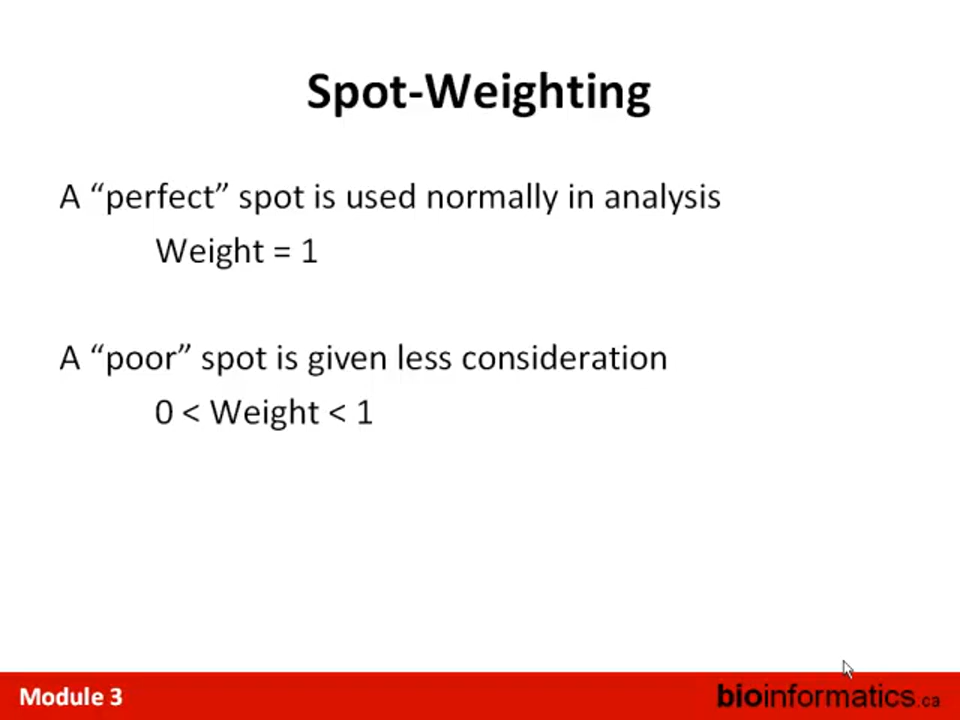 Spot-Weighting
A “perfect” spot is used normally in analysis
Weight = 1
A “poor” spot is given less consideration
0 < Weight < 1
Module 3
bioinformatics.ca